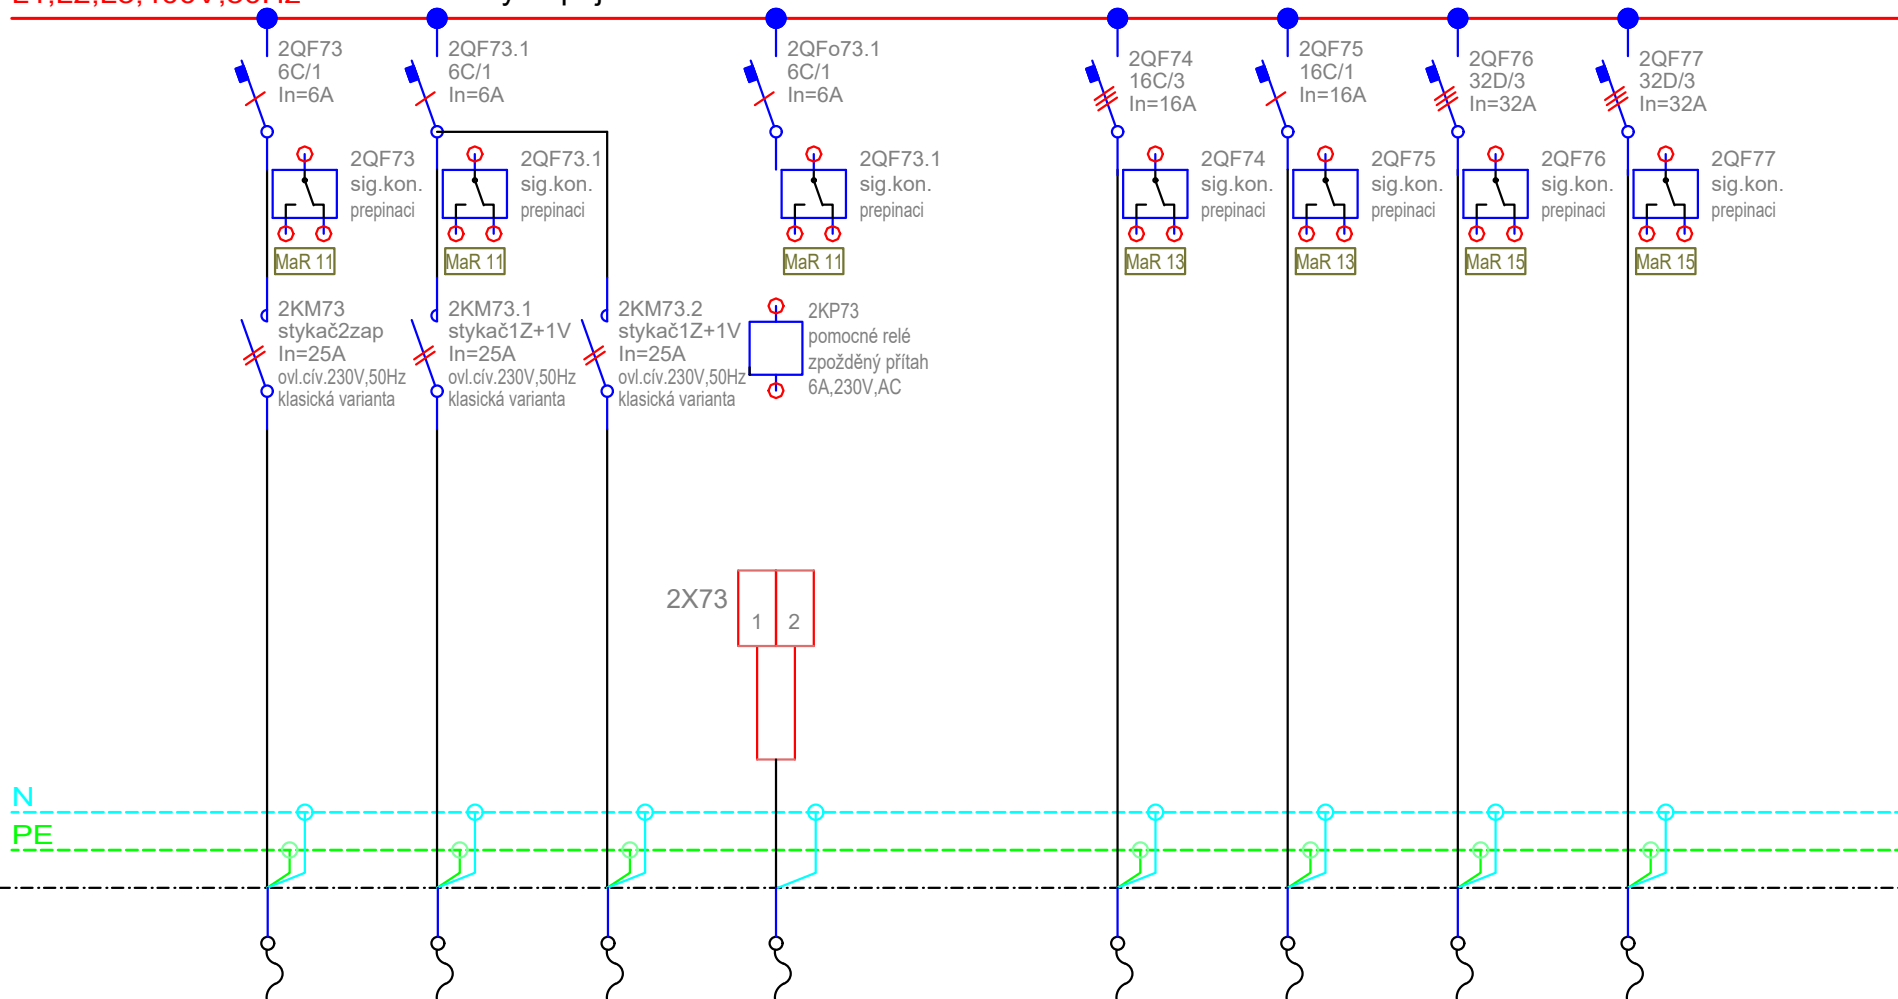 2QF73
6C/1
In=6A
2QF73.1
6C/1
In=6A
2QFo73.1
6C/1
In=6A
2QF74
16C/3
In=16A
2QF75
16C/1
In=16A
2QF76
32D/3
In=32A
2QF77
32D/3
In=32A
2QF73
sig.kon.
prepinaci
MaR 11
2QF73.1
sig.kon.
prepinaci
MaR 11
2QF73.1
sig.kon.
prepinaci
MaR 11
2QF74
sig.kon.
prepinaci
MaR 13
2QF75
sig.kon.
prepinaci
MaR 13
2QF76
sig.kon.
prepinaci
MaR 15
2QF77
sig.kon.
prepinaci
MaR 15
2KM73
stykač2zap
In=25A
ovl.cív.230V,50Hz
klasická varianta
2KM73.1
stykač1Z+1V
In=25A
ovl.cív.230V,50Hz
klasická varianta
2KM73.2
stykač1Z+1V
In=25A
ovl.cív.230V,50Hz
klasická varianta
2KP73
pomocné relé
zpožděný přítah
6A,230V,AC
2X73
1 2
N
PE